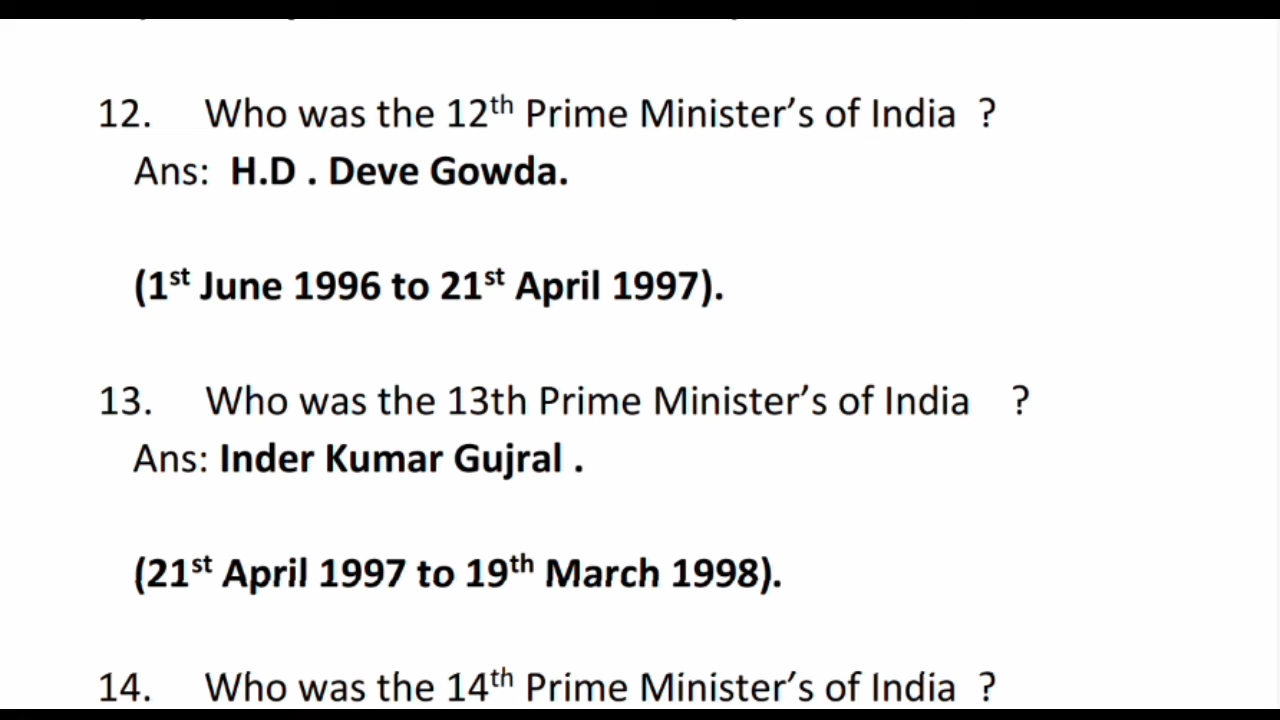 12. Who was the 12th Prime Minister’s of India ?
Ans: H.D . Deve Gowda.
(1st June 1996 to 21st April 1997).
13. Who was the 13th Prime Minister’s of India ?
Ans: Inder Kumar Gujral .
(21st April 1997 to 19th March 1998).
14. Who was the 14th Prime Minister’s of India ?